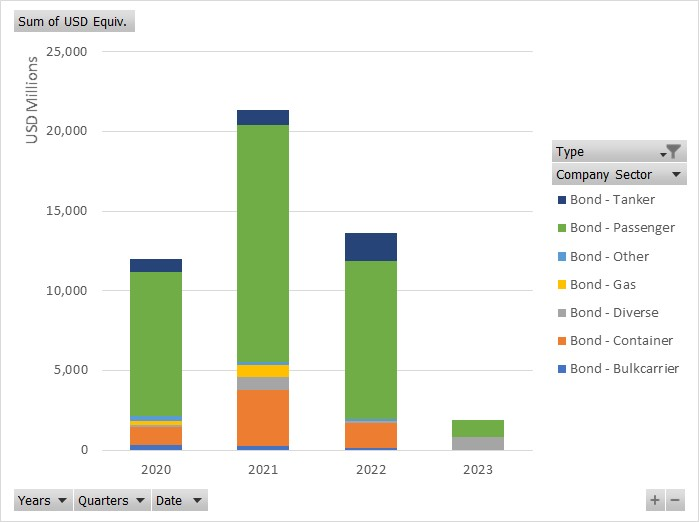 Sum of USD Equiv.
USD Millions
25,000
20,000
15,000
10,000
5,000
0
2020 2021 2022 2023
Type
Company Sector
Bond - Tanker
Bond - Passenger
Bond - Other
Bond - Gas
Bond - Diverse
Bond - Container
Bond - Bulkcarrier
Years Quarters Date
+ −